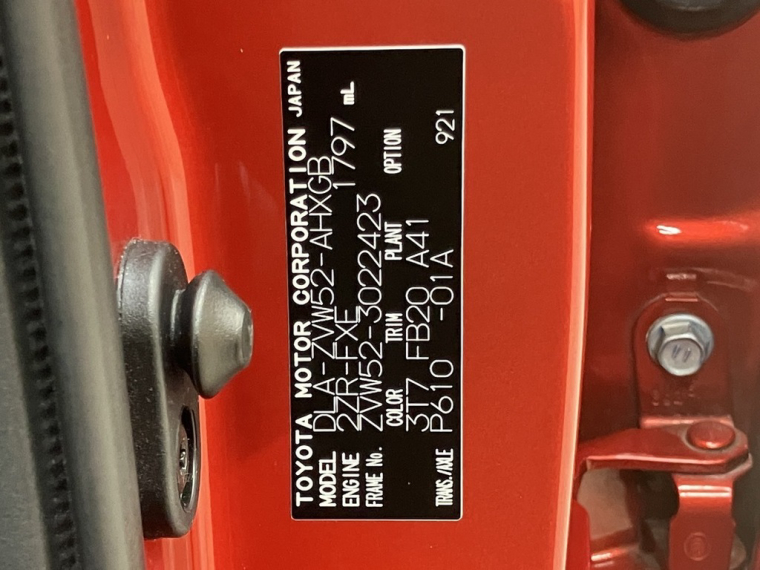 TOYOTA MOTOR CORPORATION JAPAN
MODEL DLA-ZVW52-AHXGB
ENGINE 2ZR-FXE 1797 mL
FRAME No. ZVW52-3022423
COLOR TRIM PLANT OPTION
3T7 FB20 A41
TRANS./AXLE P610 -01A 921